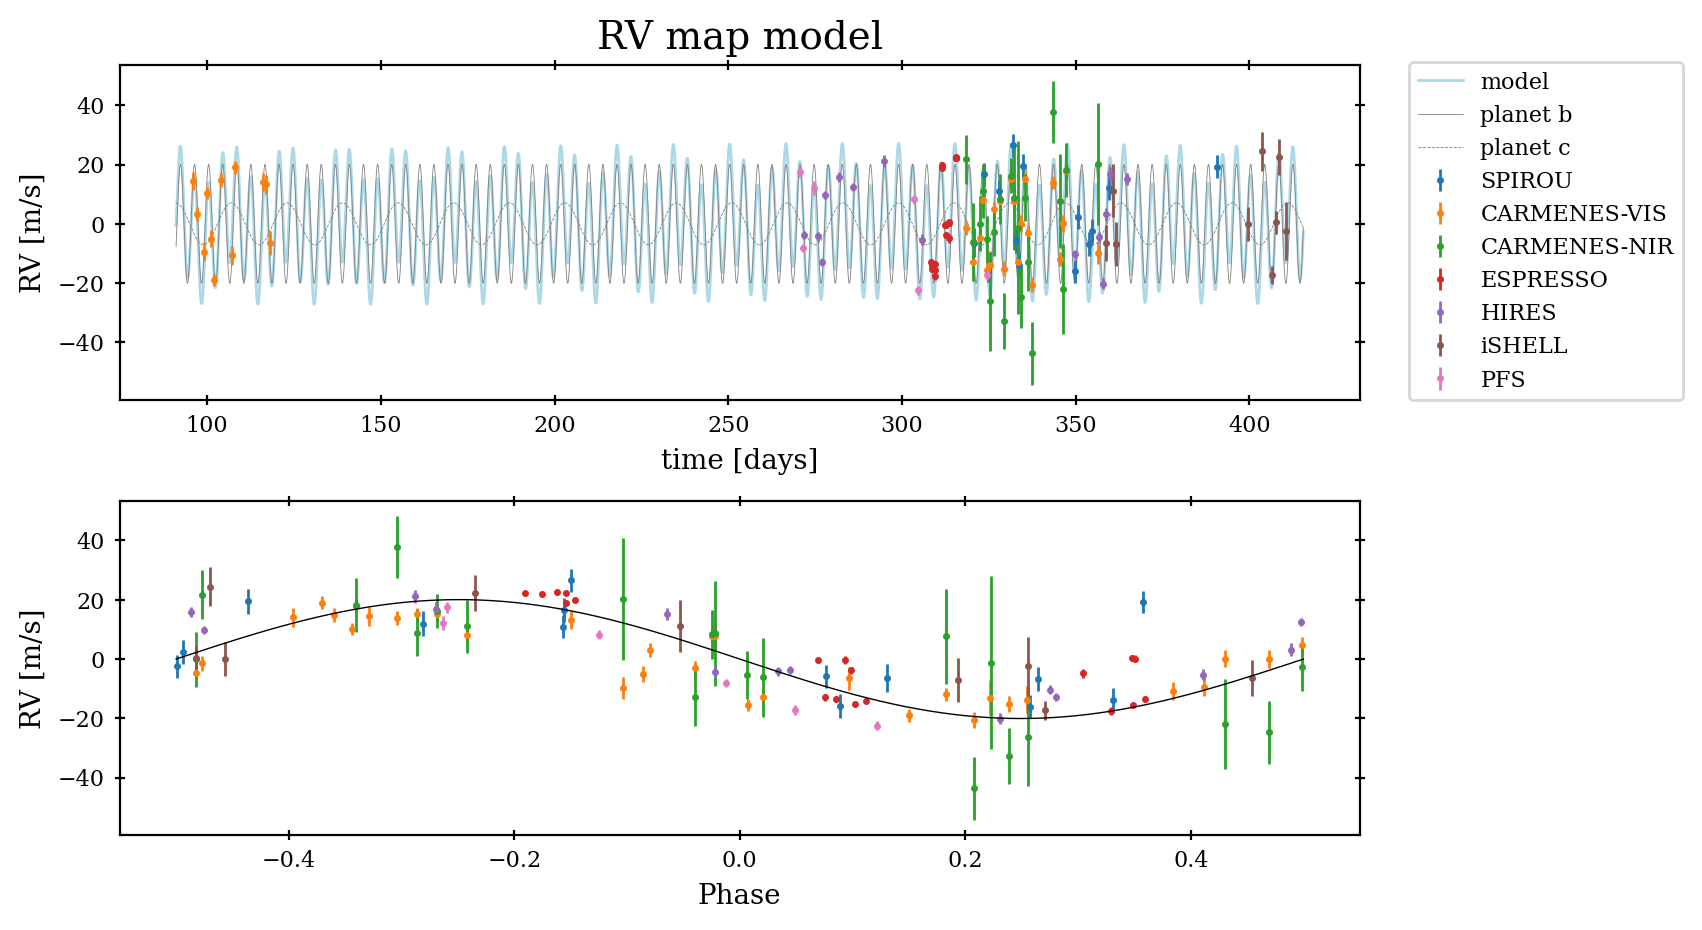 RV map model
RV [m/s]
40
20
0
−20
−40
100
150
200
250
300
350
400
time [days]
model
planet b
planet c
SPIROU
CARMENES-VIS
CARMENES-NIR
ESPRESSO
HIRES
iSHELL
PFS
RV [m/s]
40
20
0
−20
−40
−0.4
−0.2
0.0
0.2
0.4
Phase